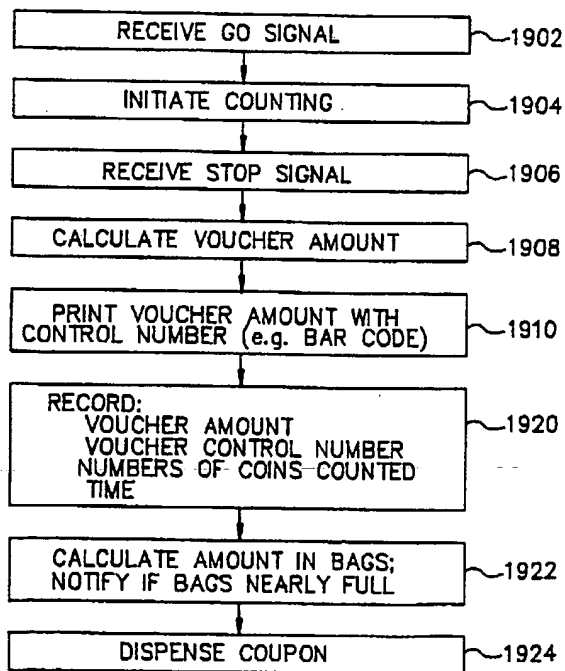 RECEIVE GO SIGNAL 1902
INITIATE COUNTING 1904
RECEIVE STOP SIGNAL 1906
CALCULATE VOUCHER AMOUNT 1908
PRINT VOUCHER AMOUNT WITH
CONTROL NUMBER (e.g. BAR CODE) 1910
RECORD: 1920
VOUCHER AMOUNT
VOUCHER CONTROL NUMBER
NUMBERS OF COINS COUNTED
TIME
CALCULATE AMOUNT IN BAGS;
NOTIFY IF BAGS NEARLY FULL 1922
DISPENSE COUPON 1924